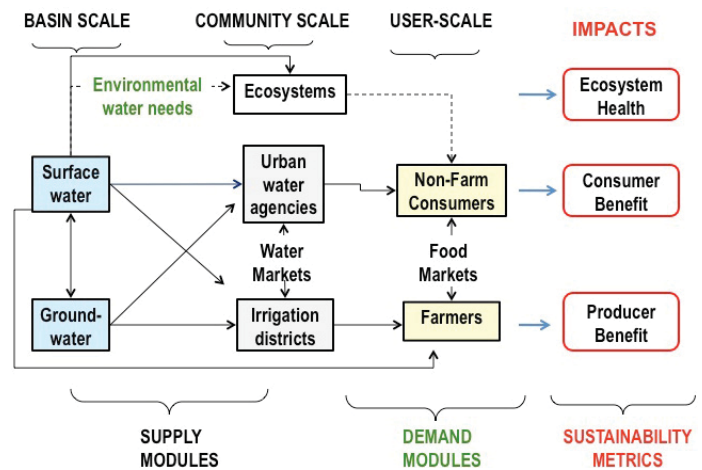 BASIN SCALE
COMMUNITY SCALE
USER-SCALE
IMPACTS
Environmental
water needs
Ecosystems
Ecosystem
Health
Surface
water
Urban
water
agencies
Non-Farm
Consumers
Consumer
Benefit
Water
Markets
Food
Markets
Ground-
water
Irrigation
districts
Farmers
Producer
Benefit
SUPPLY
MODULES
DEMAND
MODULES
SUSTAINABILITY
METRICS